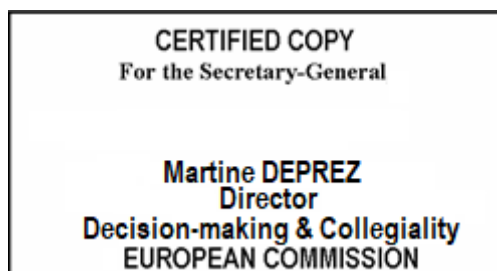 CERTIFIED COPY
For the Secretary-General
Martine DEPREZ
Director
Decision-making & Collegiality
EUROPEAN COMMISSION